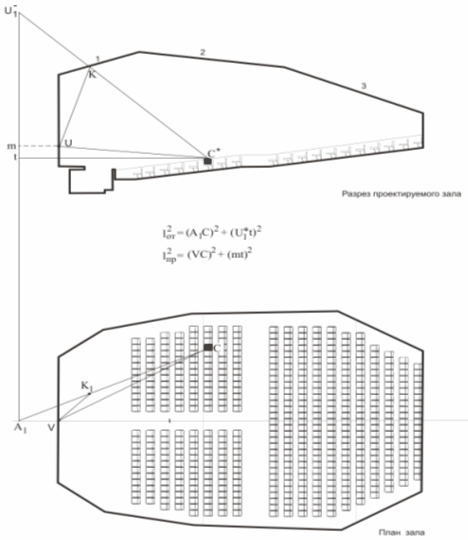 U₁*
1
2
K
3
m
U
t
C*
Разрез проектируемого зала
l²от = (A₁C)² + (U₁*t)²
l²пр = (VC)² + (mt)²
C
K₁
A₁
V
План зала